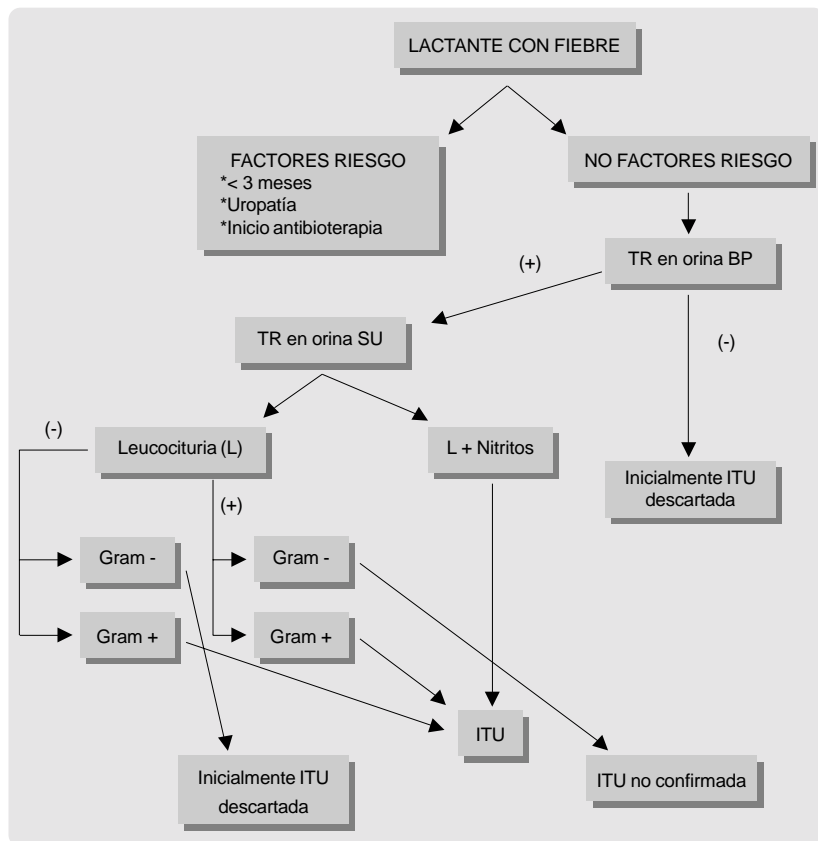 LACTANTE CON FIEBRE
FACTORES RIESGO
*< 3 meses
*Uropatía
*Inicio antibioterapia
NO FACTORES RIESGO
TR en orina BP
(+)
(-)
TR en orina SU
(-)
Leucocituria (L)
L + Nitritos
(+)
Inicialmente ITU
descartada
Gram -
Gram -
Gram +
Gram +
ITU
Inicialmente ITU
descartada
ITU no confirmada